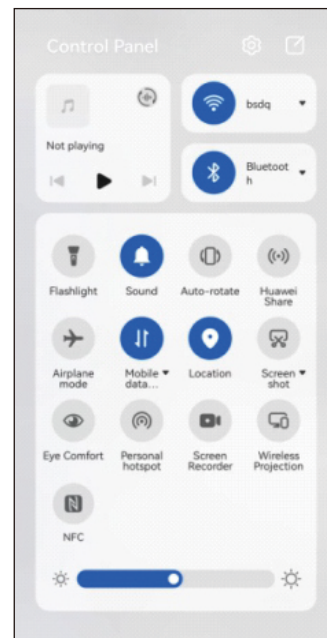 Control Panel
Not playing
bsdq
Bluetoot
h
Flashlight
Sound
Auto-rotate
Huawei
Share
Airplane
mode
Mobile
data...
Location
Screen
shot
Eye Comfort
Personal
hotspot
Screen
Recorder
Wireless
Projection
NFC